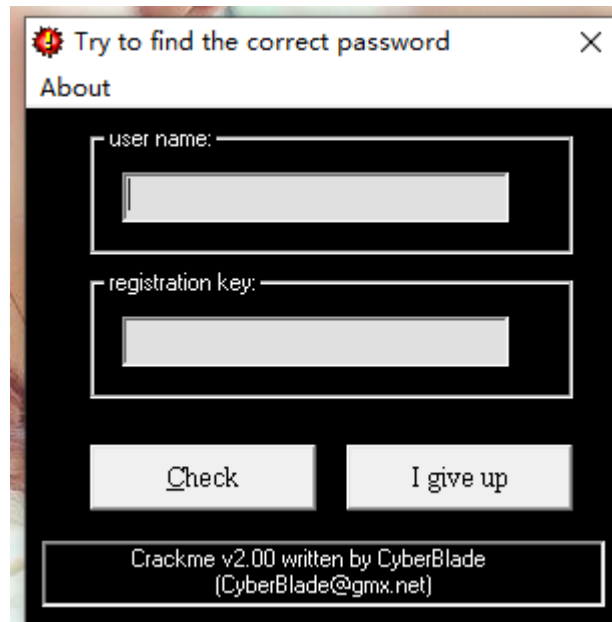 Try to find the correct password
About
user name:
registration key:
Check
I give up
Crackme v2.00 written by CyberBlade
(CyberBlade@gmx.net)